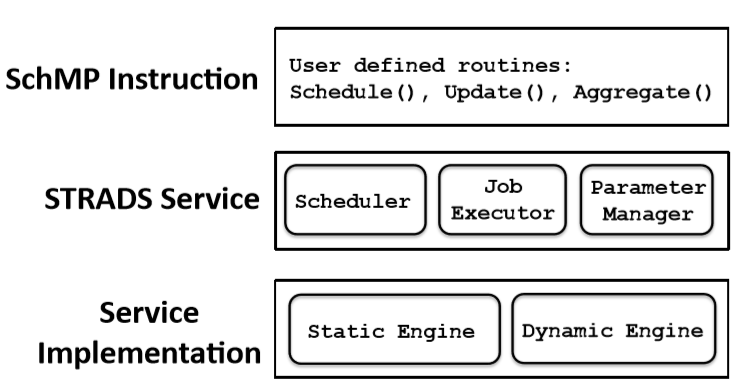 SchMP Instruction
User defined routines:
Schedule(), Update(), Aggregate()
STRADS Service
Scheduler
Job
Executor
Parameter
Manager
Service
Implementation
Static Engine
Dynamic Engine